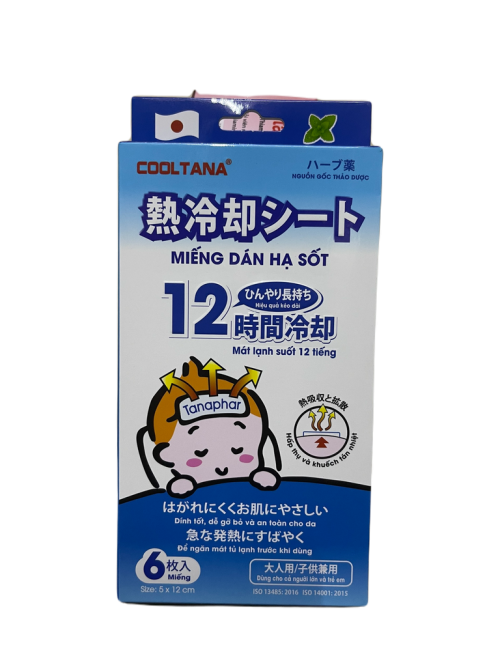 COOLTANA®
ハーブ薬
NGUỒN GỐC THẢO DƯỢC
熱冷却シート
MIẾNG DÁN HẠ SỐT
ひんやり長持ち
Hiệu quả kéo dài
12時間冷却
Mát lạnh suốt 12 tiếng
Tanaphar
熱吸収と拡散
Hấp thụ và khuếch tán nhiệt
はがれにくくお肌にやさしい
Dính tốt, dễ gỡ bỏ và an toàn cho da
急な発熱にすばやく
Để ngăn mát tủ lạnh trước khi dùng
6枚入
Miếng
Size: 5 x 12 cm
大人用/子供兼用
Dùng cho cả người lớn và trẻ em
ISO 13485: 2016 ISO 14001: 2015